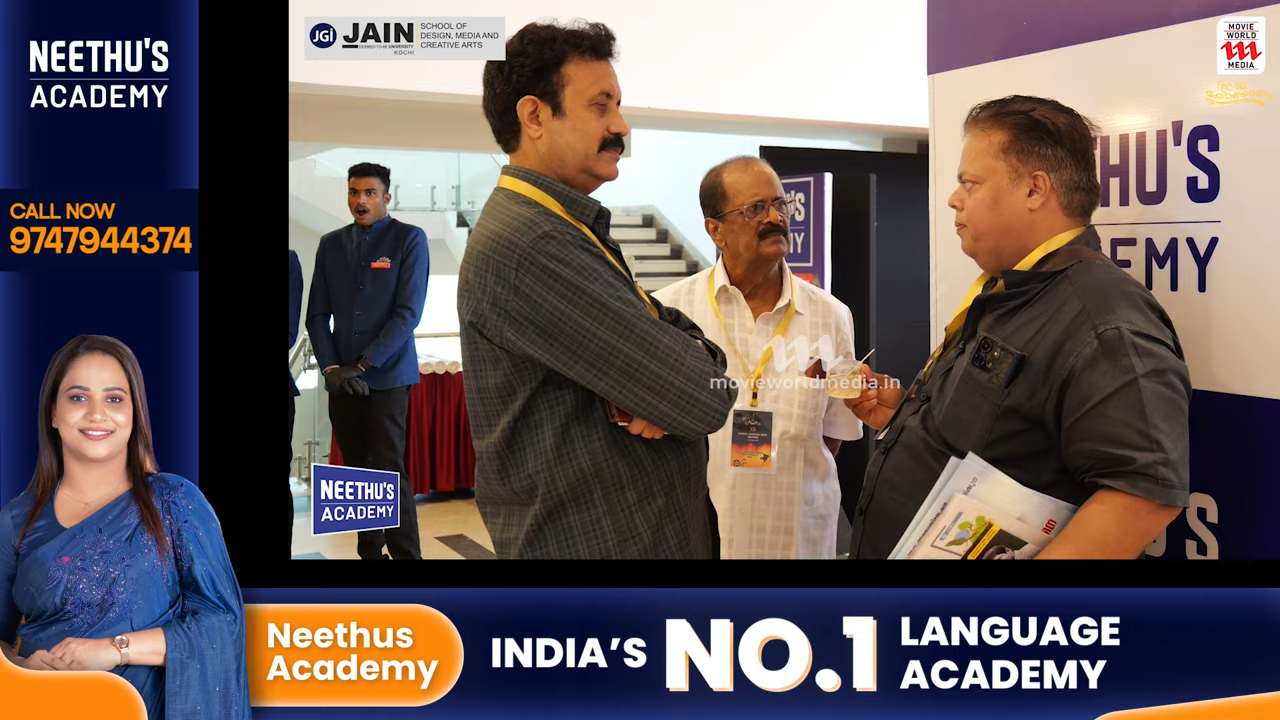 NEETHU'S
ACADEMY
CALL NOW
9747944374
JGi
JAIN
DEEMED-TO-BE UNIVERSITY
KOCHI
SCHOOL OF
DESIGN, MEDIA AND
CREATIVE ARTS
MOVIE
WORLD
MEDIA
THU'S
EMY
movieworldmedia.in
NEETHU'S
ACADEMY
Neethus
Academy
INDIA'S
NO.1
LANGUAGE
ACADEMY